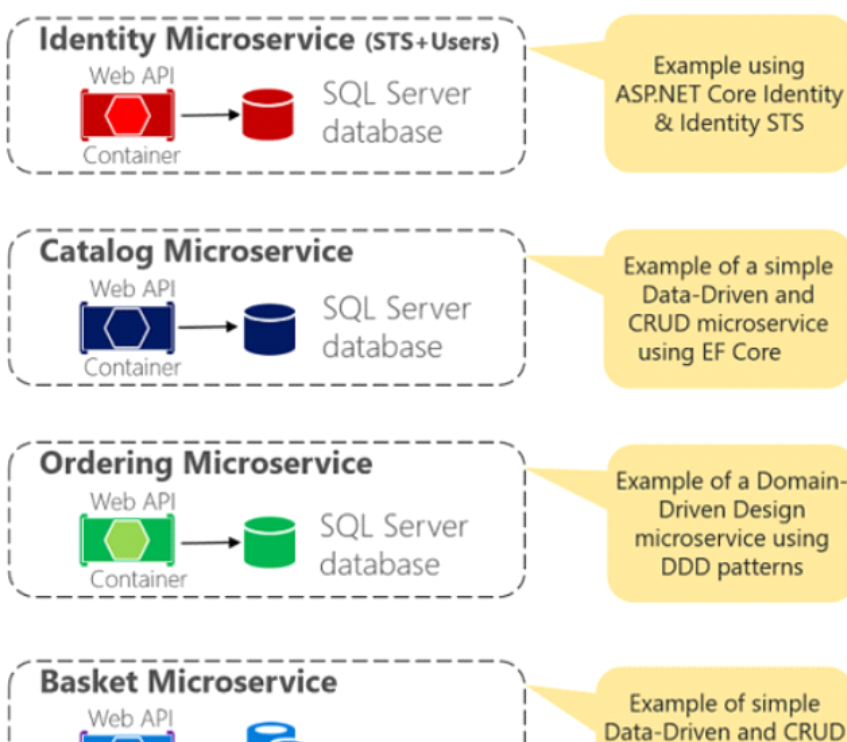 Identity Microservice (STS+Users)
Web API
Container
SQL Server
database
Example using
ASP.NET Core Identity
& Identity STS
Catalog Microservice
Web API
Container
SQL Server
database
Example of a simple
Data-Driven and
CRUD microservice
using EF Core
Ordering Microservice
Web API
Container
SQL Server
database
Example of a Domain-
Driven Design
microservice using
DDD patterns
Basket Microservice
Web API
Example of simple
Data-Driven and CRUD